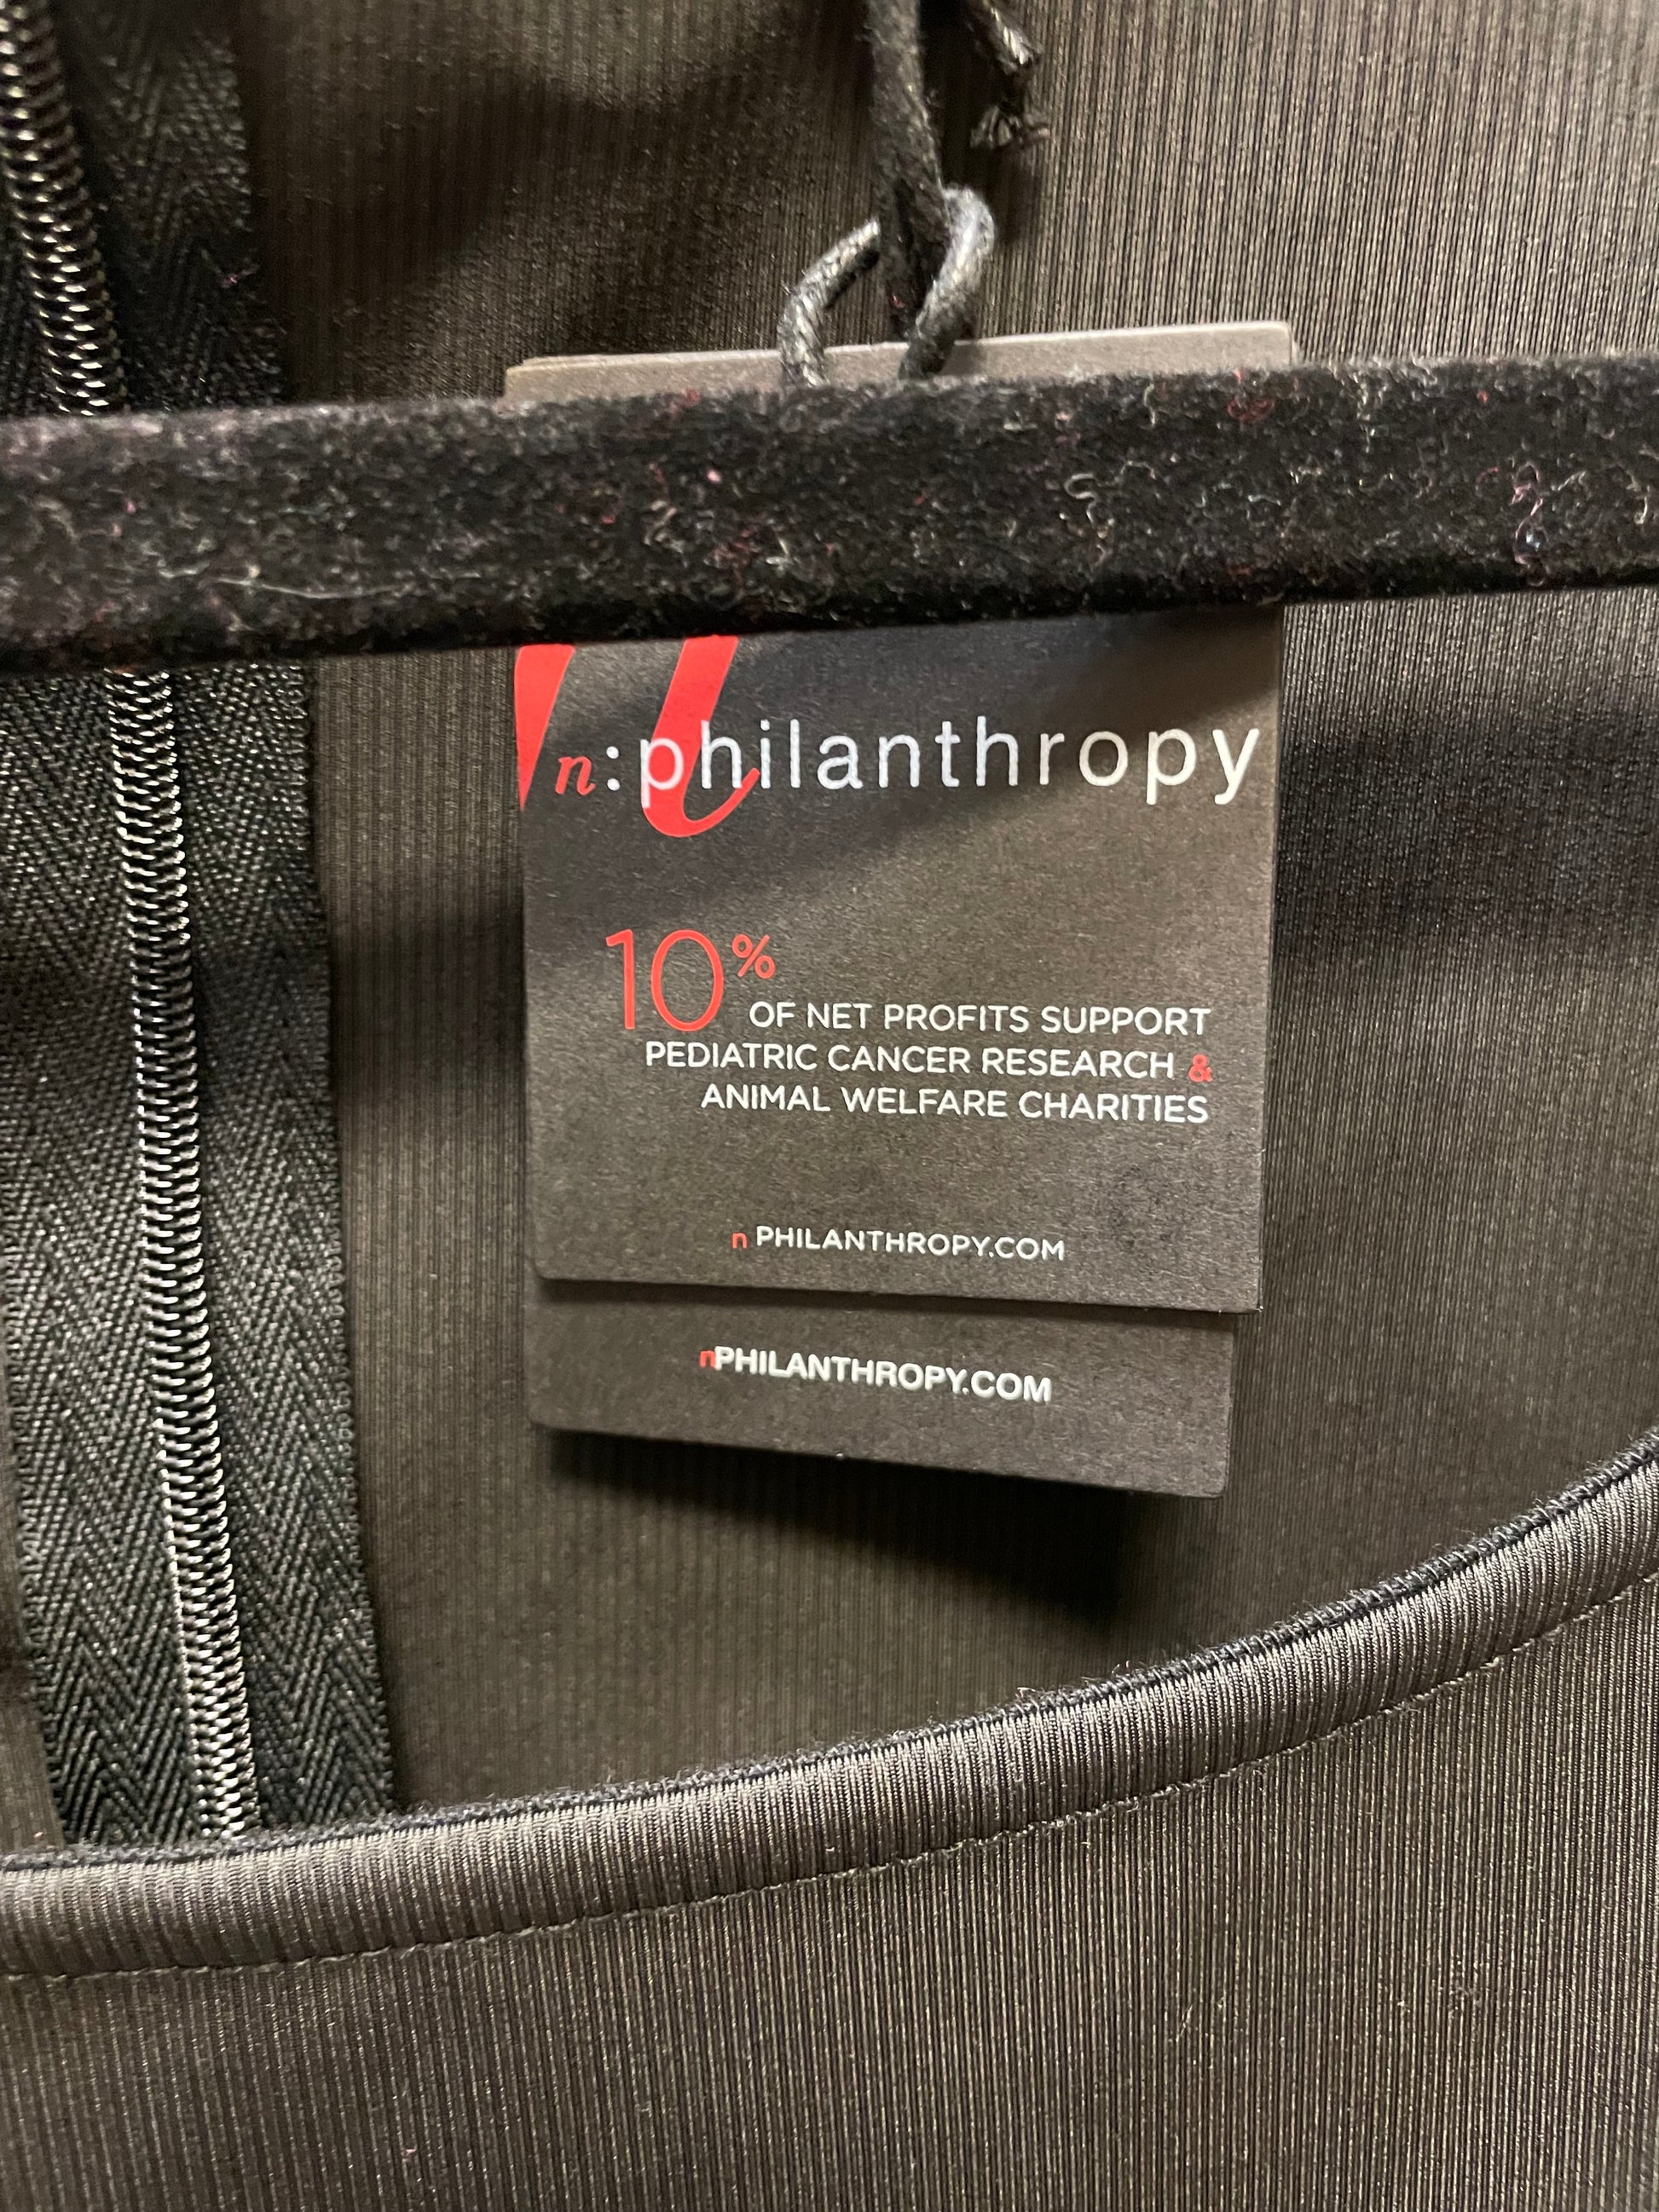 n:philanthropy
10%
OF NET PROFITS SUPPORT
PEDIATRIC CANCER RESEARCH &
ANIMAL WELFARE CHARITIES
n PHILANTHROPY.COM
nPHILANTHROPY.COM